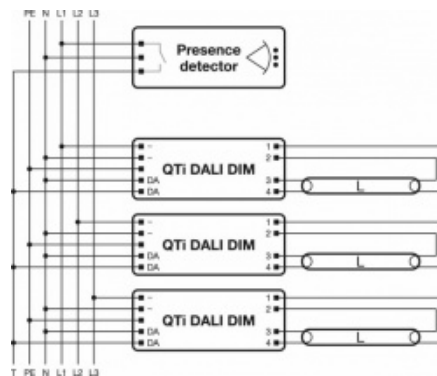 PE N L1 L2 L3
Presence
detector
~ 1
~ 2
QTi DALI DIM
DA 3
DA 4
L
~ 1
~ 2
QTi DALI DIM
DA 3
DA 4
L
~ 1
~ 2
QTi DALI DIM
DA 3
DA 4
L
T PE N L1 L2 L3